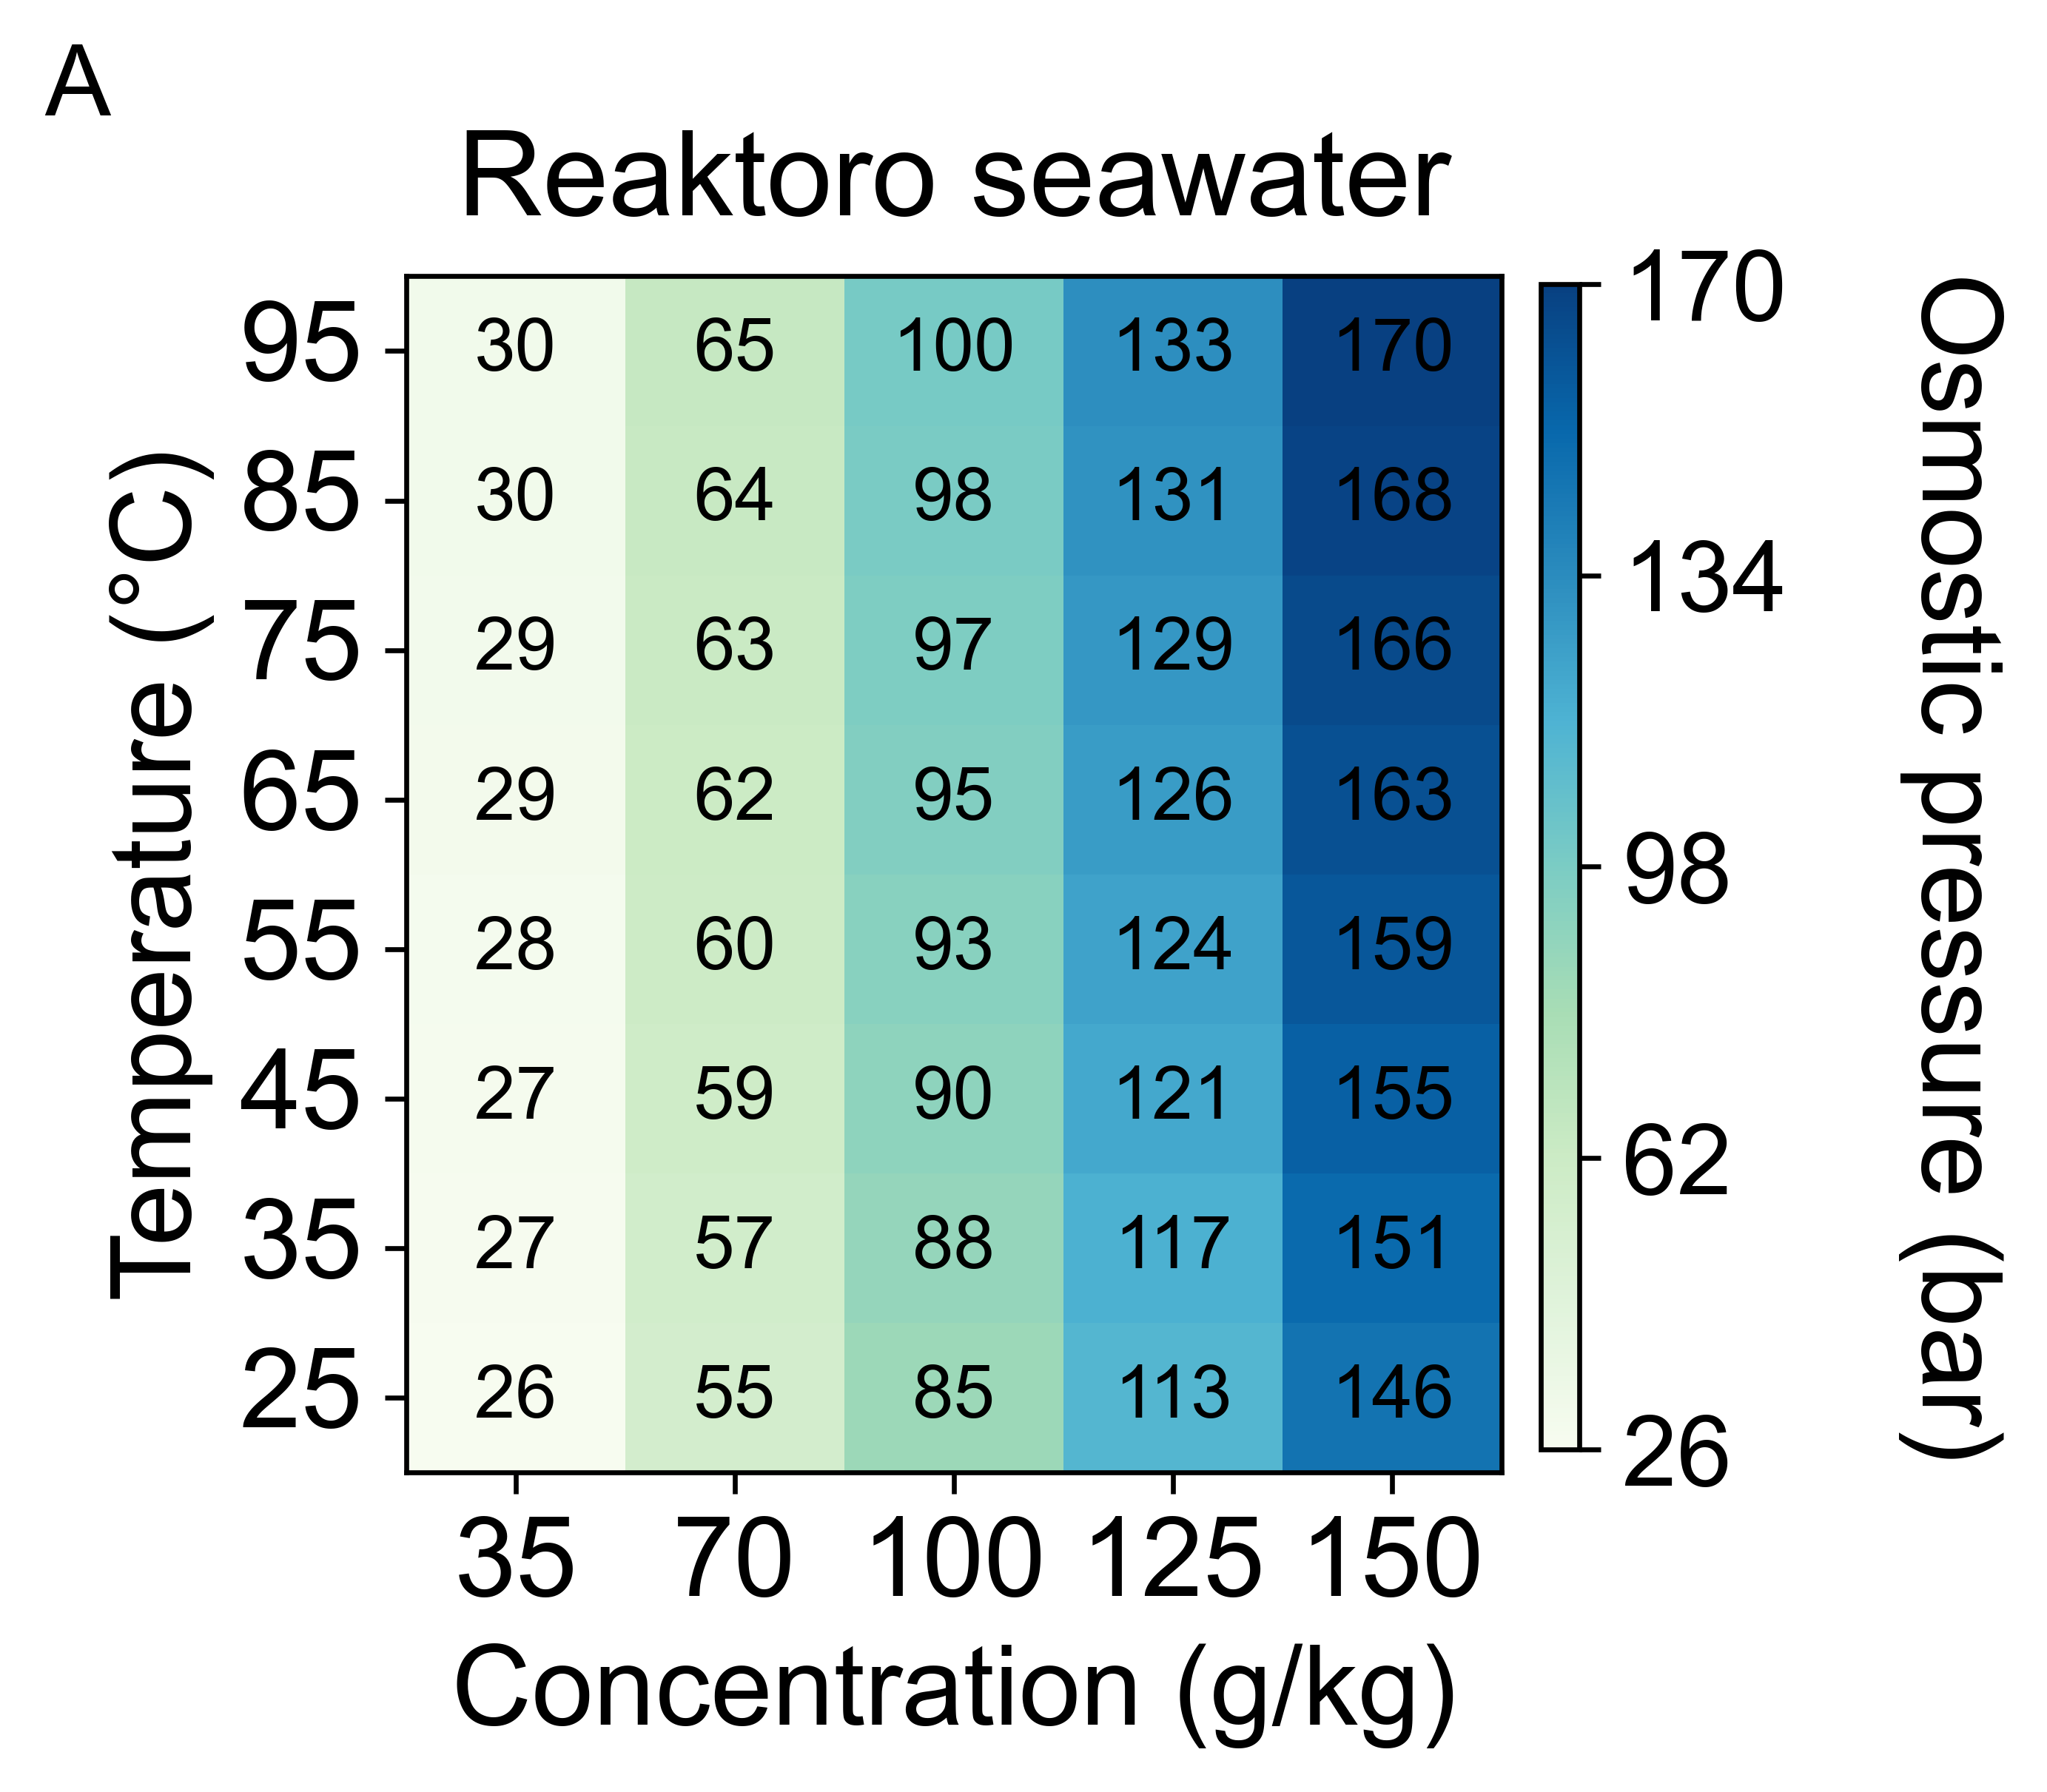 A
Reaktoro seawater
95 30 65 100 133 170
85 30 64 98 131 168
75 29 63 97 129 166
65 29 62 95 126 163
55 28 60 93 124 159
45 27 59 90 121 155
35 27 57 88 117 151
25 26 55 85 113 146
35 70 100 125 150
Concentration (g/kg)
Temperature (°C)
170
134
98
62
26
Osmostic pressure (bar)